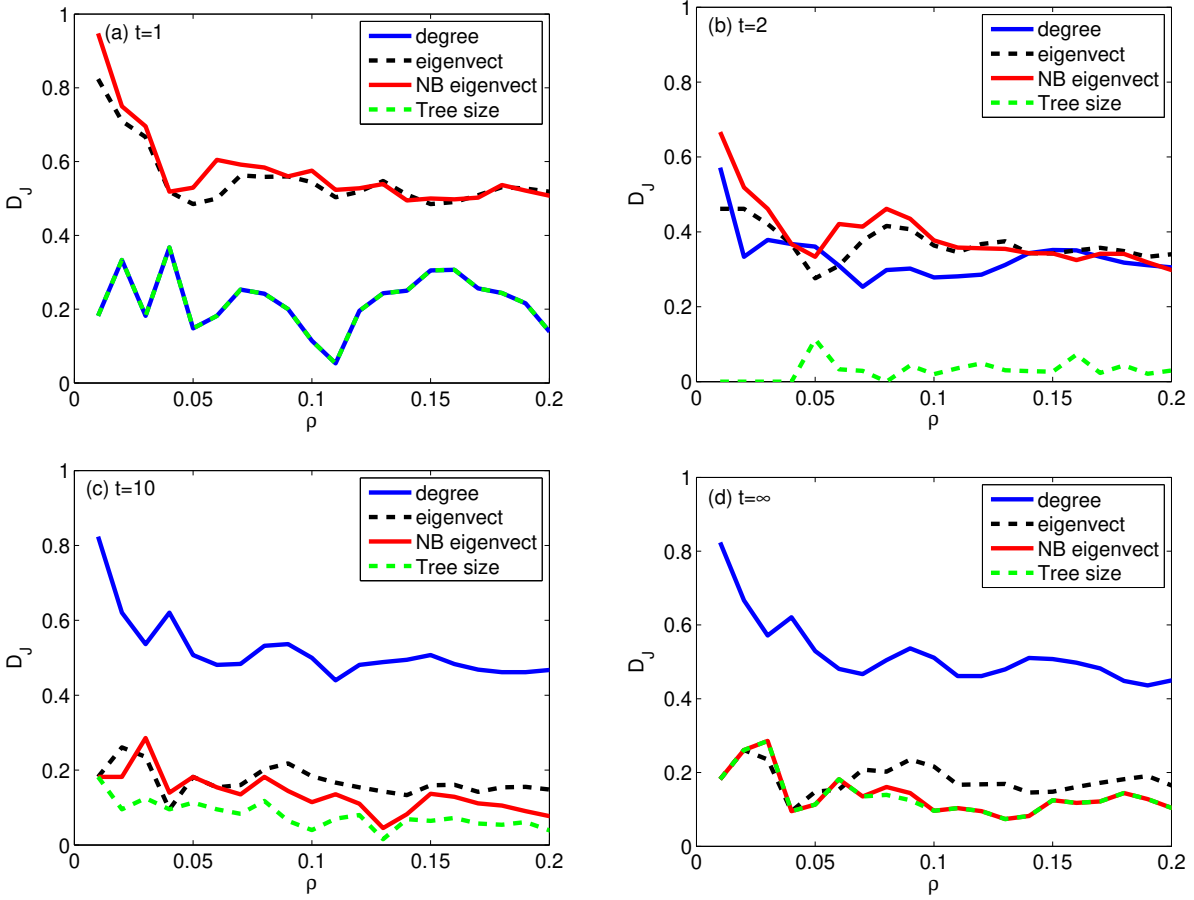 (a) t=1
degree
eigenvect
NB eigenvect
Tree size
1
0.8
0.6
0.4
0.2
0
D_J
0 0.05 0.1 0.15 0.2
ρ
(b) t=2
degree
eigenvect
NB eigenvect
Tree size
1
0.8
0.6
0.4
0.2
0
D_J
0 0.05 0.1 0.15 0.2
ρ
(c) t=10
degree
eigenvect
NB eigenvect
Tree size
1
0.8
0.6
0.4
0.2
0
D_J
0 0.05 0.1 0.15 0.2
ρ
(d) t=∞
degree
eigenvect
NB eigenvect
Tree size
1
0.8
0.6
0.4
0.2
0
D_J
0 0.05 0.1 0.15 0.2
ρ